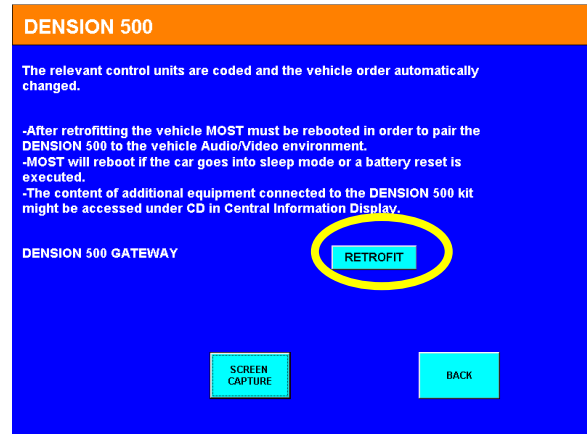 DENSION 500
The relevant control units are coded and the vehicle order automatically
changed.
-After retrofitting the vehicle MOST must be rebooted in order to pair the
DENSION 500 to the vehicle Audio/Video environment.
-MOST will reboot if the car goes into sleep mode or a battery reset is
executed.
-The content of additional equipment connected to the DENSION 500 kit
might be accessed under CD in Central Information Display.
DENSION 500 GATEWAY
RETROFIT
SCREEN
CAPTURE
BACK